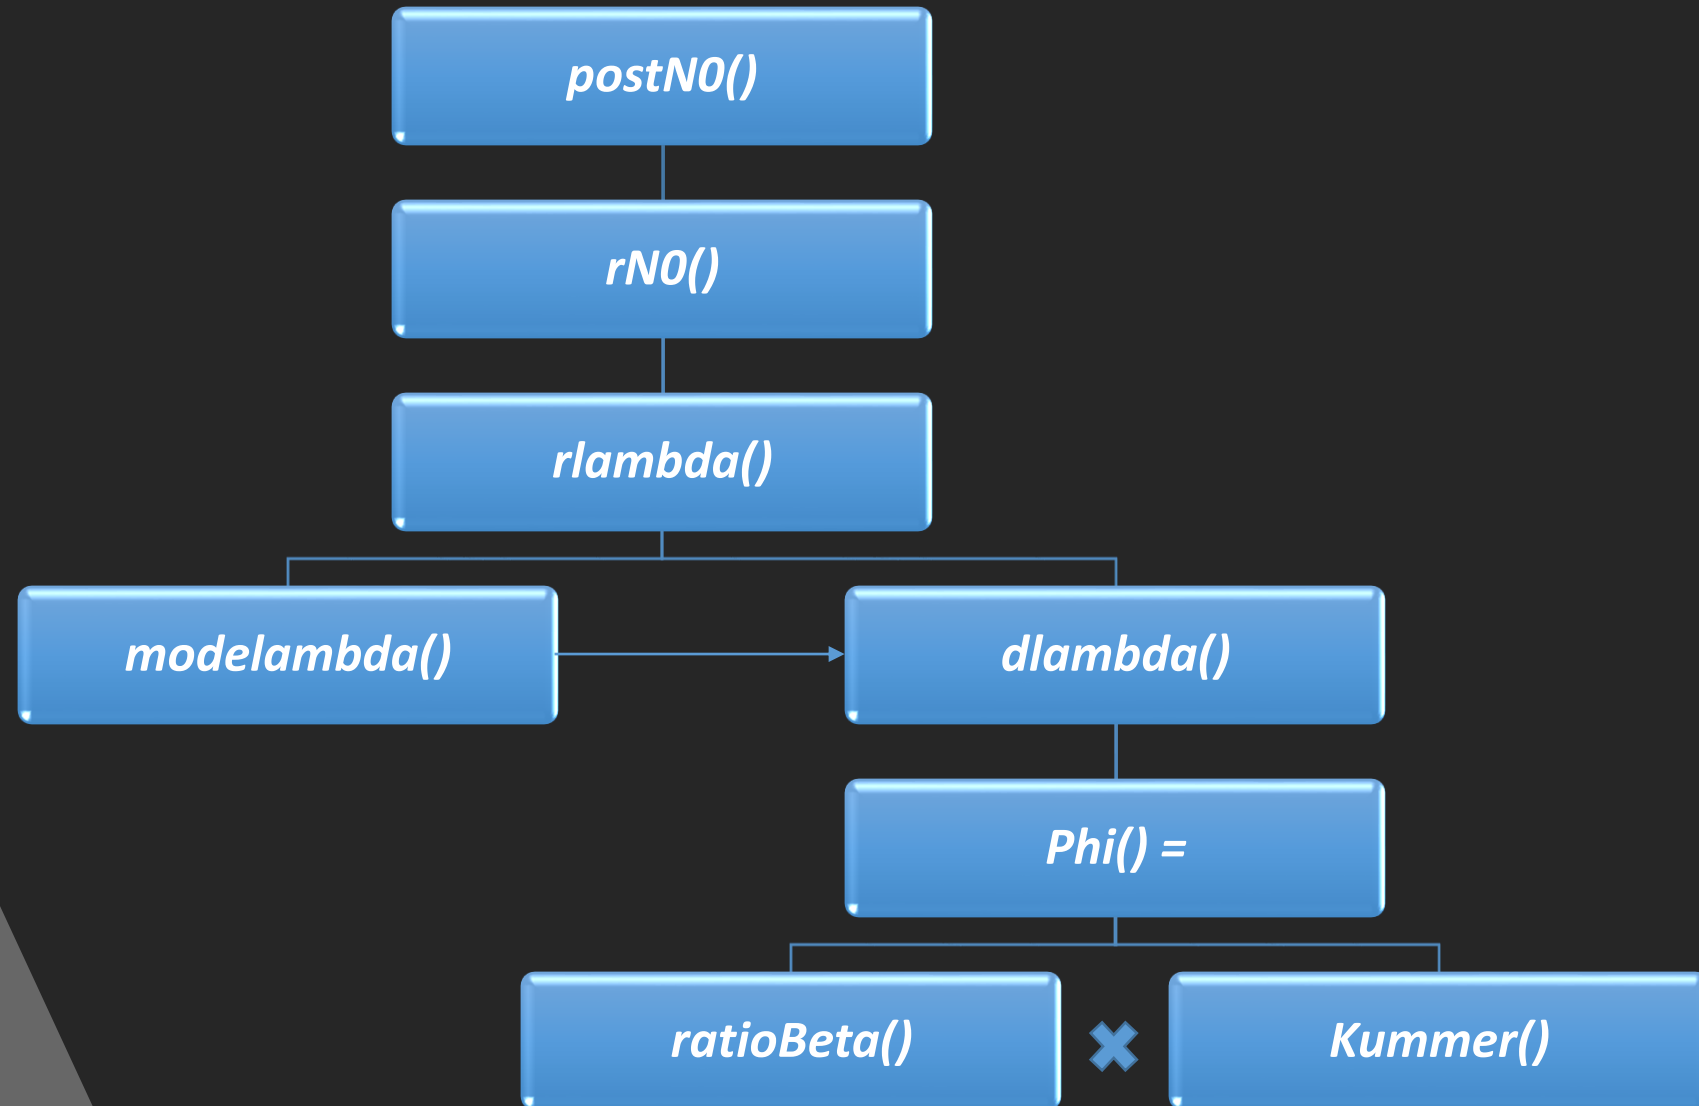 postN0()
rN0()
rlambda()
modelambda()
dlambda()
Phi() =
ratioBeta()
Kummer()